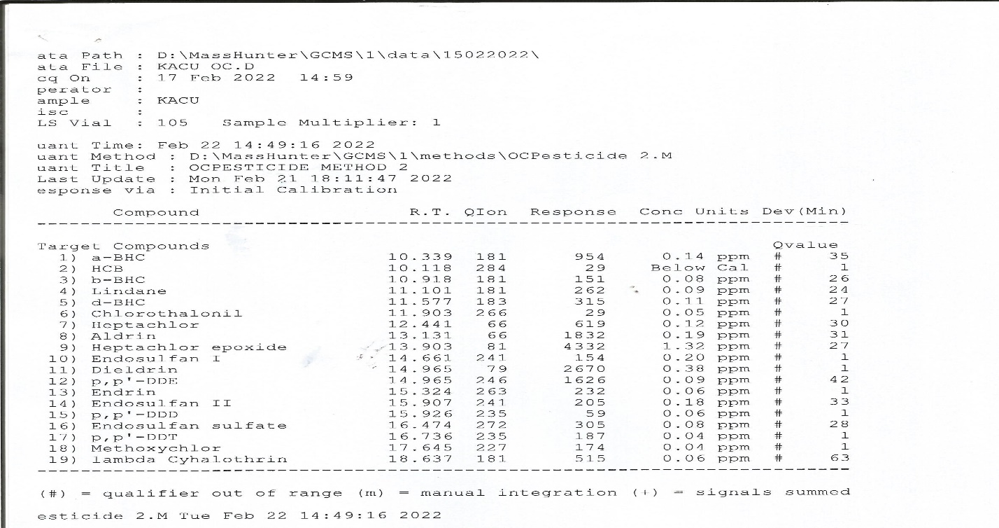 ata Path : D:\MassHunter\GCMS\1\data\15022022\
ata File : KACU OC.D
cq On : 17 Feb 2022 14:59
perator :
ample : KACU
isc :
LS Vial : 105 Sample Multiplier: 1
uant Time: Feb 22 14:49:16 2022
uant Method : D:\MassHunter\GCMS\1\methods\OCPesticide 2.M
uant Title : OCPESTICIDE METHOD 2
Last Update : Mon Feb 21 18:11:47 2022
esponse via : Initial Calibration
Compound R.T. QIon Response Conc Units Dev(Min)
Target Compounds Qvalue
1) a-BHC 10.339 181 954 0.14 ppm # 35
2) HCB 10.118 284 29 Below Cal # 1
3) b-BHC 10.918 181 151 0.08 ppm # 26
4) Lindane 11.101 181 262 0.09 ppm # 24
5) d-BHC 11.577 183 315 0.11 ppm # 27
6) Chlorothalonil 11.903 266 29 0.05 ppm # 1
7) Heptachlor 12.441 66 619 0.12 ppm # 30
8) Aldrin 13.131 66 1832 0.19 ppm # 31
9) Heptachlor epoxide 13.903 81 4332 1.32 ppm # 27
10) Endosulfan I 14.661 241 154 0.20 ppm # 1
11) Dieldrin 14.965 79 2670 0.38 ppm # 1
12) p,p'-DDE 14.965 246 1626 0.09 ppm # 42
13) Endrin 15.324 263 232 0.06 ppm # 1
14) Endosulfan II 15.907 241 205 0.18 ppm # 33
15) p,p'-DDD 15.926 235 59 0.06 ppm # 1
16) Endosulfan sulfate 16.474 272 305 0.08 ppm # 28
17) p,p'-DDT 16.736 235 187 0.04 ppm # 1
18) Methoxychlor 17.645 227 174 0.04 ppm # 1
19) lambda Cyhalothrin 18.637 181 515 0.06 ppm # 63
(#) = qualifier out of range (m) = manual integration (+) = signals summed
esticide 2.M Tue Feb 22 14:49:16 2022